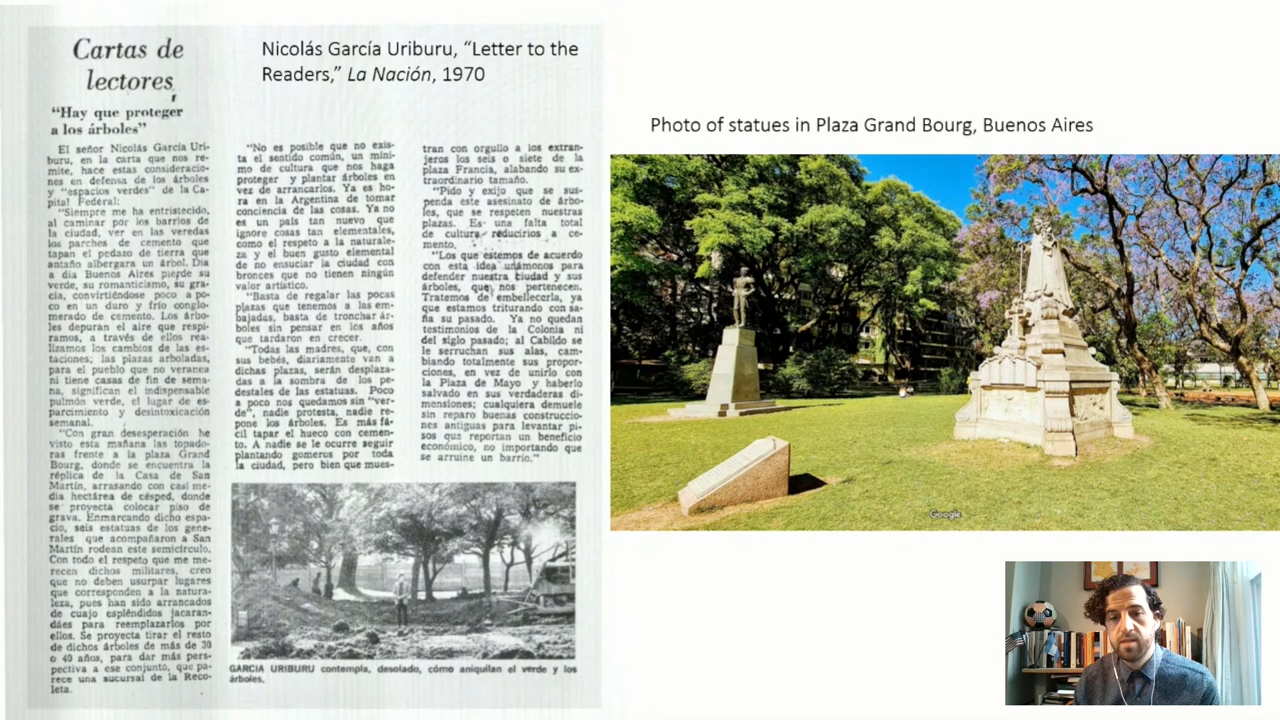 Cartas de
lectores
Nicolás García Uriburu, “Letter to the
Readers,” La Nación, 1970
“Hay que proteger
a los árboles”
El señor Nicolás García Uri-
buru, en la carta que nos re-
mite, hace estas consideracio-
nes en defensa de los árboles
y “espacios verdes” de la Ca-
pital Federal:
“Siempre me ha entristecido,
al caminar por los barrios de
la ciudad, ver en las veredas
los parches de cemento que
tapan el pedazo de tierra que
antaño albergara un árbol. Día
a día Buenos Aires pierde su
verde, su romanticismo, su gra-
cia, convirtiéndose poco a po-
co en un duro y frío conglo-
merado de cemento. Los árbo-
les depuran el aire que respi-
ramos, a través de ellos rea-
lizamos los cambios de las es-
taciones; las plazas arboladas,
para el pueblo que no veranea
ni tiene casas de fin de sema-
na, significan el indispensable
pulmón verde, el lugar de es-
parcimiento y desintoxicación
semanal.
“Con gran desesperación he
visto esta mañana las topado-
ras frente a la plaza Grand
Bourg, donde se encuentra la
réplica de la Casa de San
Martín, arrasando con casi me-
dia hectárea de césped, donde
se proyecta colocar piso de
grava. Enmarcando dicho espa-
cio, seis estatuas de los gene-
rales que acompañaron a San
Martín rodean este semicírculo.
Con todo el respeto que me me-
recen dichos militares, creo
que no deben usurpar lugares
que corresponden a la natura-
leza, pues han sido arrancados
de cuajo espléndidos jacaran-
dáes para reemplazarlos por
ellos. Se proyecta tirar el resto
de dichos árboles de más de 30
o 40 años, para dar más pers-
pectiva a ese conjunto, que pa-
rece una sucursal de la Reco-
leta.
“No es posible que no exis-
ta el sentido común, un míni-
mo de cultura que nos haga
proteger y plantar árboles en
vez de arrancarlos. Ya es ho-
ra en la Argentina de tomar
conciencia de las cosas. Ya no
es un país tan nuevo que
ignore cosas tan elementales,
como el respeto a la naturale-
za y el buen gusto elemental
de no ensuciar la ciudad con
bronces que no tienen ningún
valor artístico.
“Basta de regalar las pocas
plazas que tenemos a las em-
bajadas, basta de tronchar ár-
boles sin pensar en los años
que tardaron en crecer.
“Todas las madres, que, con
sus bebés, diariamente van a
dichas plazas, serán desplaza-
das a la sombra de los pe-
destales de las estatuas. Poco
a poco nos quedamos sin “ver-
de”, nadie protesta, nadie re-
pone los árboles. Es más fá-
cil tapar el hueco con cemen-
to. A nadie se le ocurre seguir
plantando gomeros por toda
la ciudad, pero bien que mues-
tran con orgullo a los extran-
jeros los seis o siete de la
plaza Francia, alabando su ex-
traordinario tamaño.
“Pido y exijo que se sus-
penda este asesinato de árbo-
les, que se respeten nuestras
plazas. Es una falta total
de cultura reducirlos a ce-
mento.
“Los que estemos de acuerdo
con esta idea unámonos para
defender nuestra ciudad y sus
árboles, que nos pertenecen.
Tratemos de embellecerla, ya
que estamos triturando con sa-
ña su pasado. Ya no quedan
testimonios de la Colonia ni
del siglo pasado; al Cabildo se
le serruchan sus alas, cam-
biando totalmente sus propor-
ciones, en vez de unirlo con
la Plaza de Mayo y haberlo
salvado en sus verdaderas di-
mensiones; cualquiera demuele
sin reparo buenas construccio-
nes antiguas para levantar pi-
sos que reportan un beneficio
económico, no importando que
se arruine un barrio.”
GARCIA URIBURU contempla, desolado, cómo aniquilan el verde y los
árboles.
Photo of statues in Plaza Grand Bourg, Buenos Aires
Google